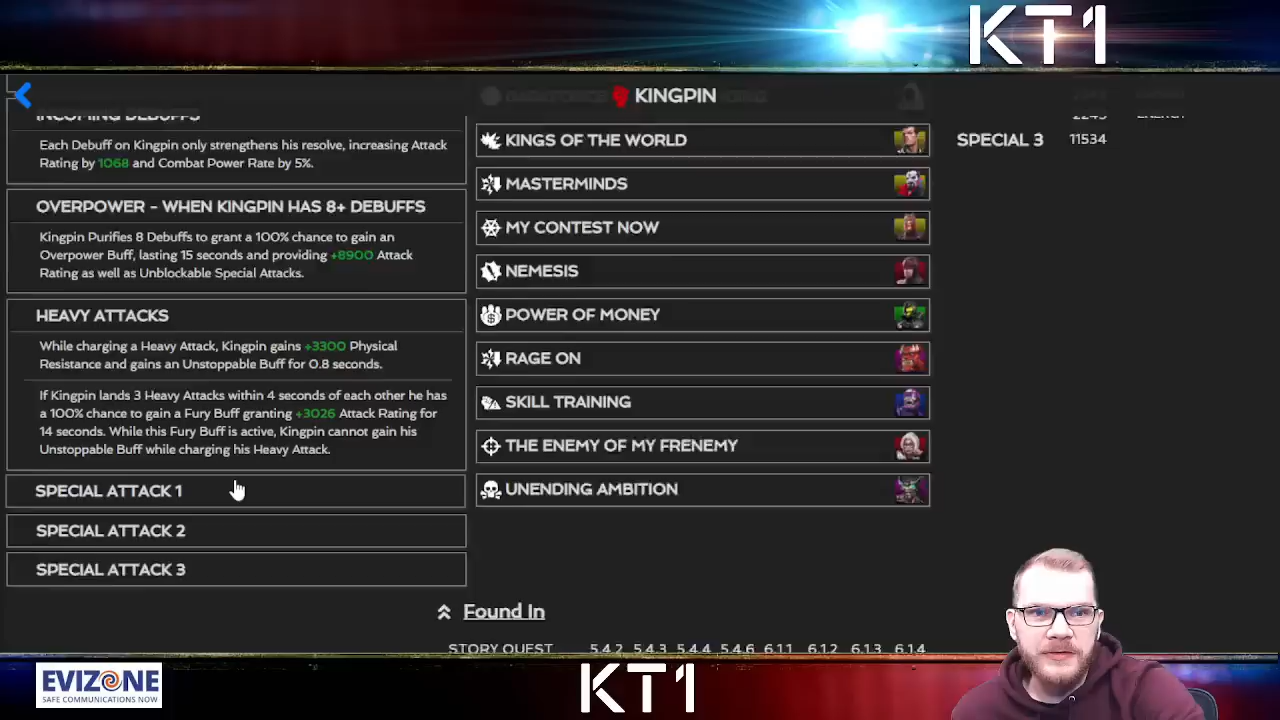 KT1
KINGPIN
INCOMING DEBUFFS
Each Debuff on Kingpin only strengthens his resolve, increasing Attack
Rating by 1068 and Combat Power Rate by 5%.
OVERPOWER - WHEN KINGPIN HAS 8+ DEBUFFS
Kingpin Purifies 8 Debuffs to grant a 100% chance to gain an
Overpower Buff, lasting 15 seconds and providing +8900 Attack
Rating as well as Unblockable Special Attacks.
HEAVY ATTACKS
While charging a Heavy Attack, Kingpin gains +3300 Physical
Resistance and gains an Unstoppable Buff for 0.8 seconds.
If Kingpin lands 3 Heavy Attacks within 4 seconds of each other he has
a 100% chance to gain a Fury Buff granting +3026 Attack Rating for
14 seconds. While this Fury Buff is active, Kingpin cannot gain his
Unstoppable Buff while charging his Heavy Attack.
SPECIAL ATTACK 1
SPECIAL ATTACK 2
SPECIAL ATTACK 3
KINGS OF THE WORLD
MASTERMINDS
MY CONTEST NOW
NEMESIS
POWER OF MONEY
RAGE ON
SKILL TRAINING
THE ENEMY OF MY FRENEMY
UNENDING AMBITION
2245 ENERGY
SPECIAL 3 11534
Found In
STORY QUEST 5.4.2 5.4.3 5.4.4 5.4.6 6.1.1 6.1.2 6.1.3 6.1.4
EVIZONE
SAFE COMMUNICATIONS NOW
KT1